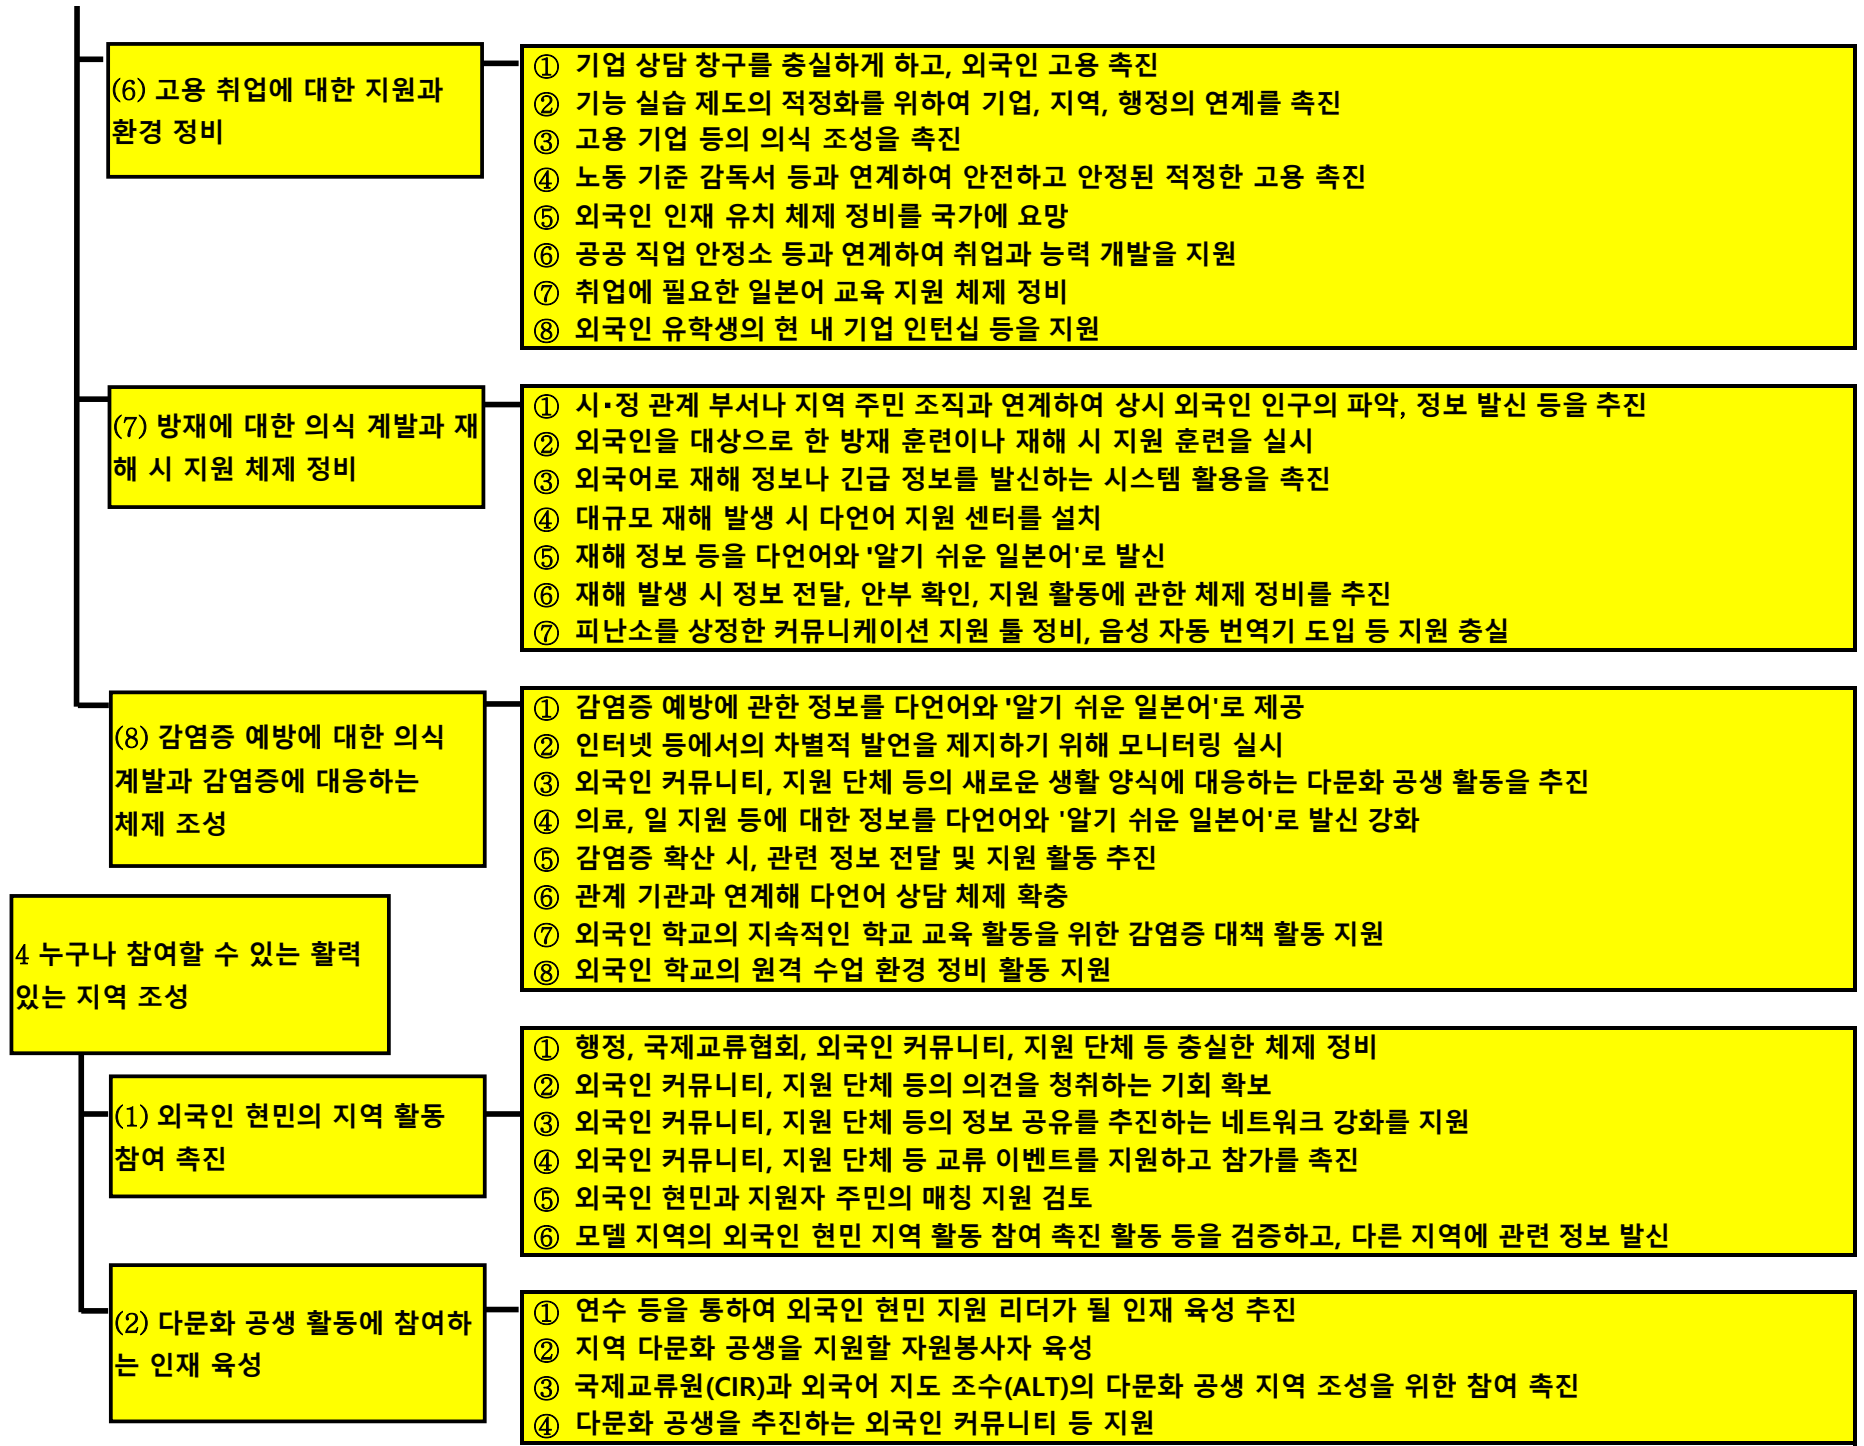 (6) 고용 취업에 대한 지원과
환경 정비
① 기업 상담 창구를 충실하게 하고, 외국인 고용 촉진
② 기능 실습 제도의 적정화를 위하여 기업, 지역, 행정의 연계를 촉진
③ 고용 기업 등의 의식 조성을 촉진
④ 노동 기준 감독서 등과 연계하여 안전하고 안정된 적정한 고용 촉진
⑤ 외국인 인재 유치 체제 정비를 국가에 요망
⑥ 공공 직업 안정소 등과 연계하여 취업과 능력 개발을 지원
⑦ 취업에 필요한 일본어 교육 지원 체제 정비
⑧ 외국인 유학생의 현 내 기업 인턴십 등을 지원
(7) 방재에 대한 의식 계발과 재
해 시 지원 체제 정비
① 시·정 관계 부서나 지역 주민 조직과 연계하여 상시 외국인 인구의 파악, 정보 발신 등을 추진
② 외국인을 대상으로 한 방재 훈련이나 재해 시 지원 훈련을 실시
③ 외국어로 재해 정보나 긴급 정보를 발신하는 시스템 활용을 촉진
④ 대규모 재해 발생 시 다언어 지원 센터를 설치
⑤ 재해 정보 등을 다언어와 '알기 쉬운 일본어'로 발신
⑥ 재해 발생 시 정보 전달, 안부 확인, 지원 활동에 관한 체제 정비를 추진
⑦ 피난소를 상정한 커뮤니케이션 지원 툴 정비, 음성 자동 번역기 도입 등 지원 충실
(8) 감염증 예방에 대한 의식
계발과 감염증에 대응하는
체제 조성
① 감염증 예방에 관한 정보를 다언어와 '알기 쉬운 일본어'로 제공
② 인터넷 등에서의 차별적 발언을 제지하기 위해 모니터링 실시
③ 외국인 커뮤니티, 지원 단체 등의 새로운 생활 양식에 대응하는 다문화 공생 활동을 추진
④ 의료, 일 지원 등에 대한 정보를 다언어와 '알기 쉬운 일본어'로 발신 강화
⑤ 감염증 확산 시, 관련 정보 전달 및 지원 활동 추진
⑥ 관계 기관과 연계해 다언어 상담 체제 확충
⑦ 외국인 학교의 지속적인 학교 교육 활동을 위한 감염증 대책 활동 지원
⑧ 외국인 학교의 원격 수업 환경 정비 활동 지원
4 누구나 참여할 수 있는 활력
있는 지역 조성
(1) 외국인 현민의 지역 활동
참여 촉진
① 행정, 국제교류협회, 외국인 커뮤니티, 지원 단체 등 충실한 체제 정비
② 외국인 커뮤니티, 지원 단체 등의 의견을 청취하는 기회 확보
③ 외국인 커뮤니티, 지원 단체 등의 정보 공유를 추진하는 네트워크 강화를 지원
④ 외국인 커뮤니티, 지원 단체 등 교류 이벤트를 지원하고 참가를 촉진
⑤ 외국인 현민과 지원자 주민의 매칭 지원 검토
⑥ 모델 지역의 외국인 현민 지역 활동 참여 촉진 활동 등을 검증하고, 다른 지역에 관련 정보 발신
(2) 다문화 공생 활동에 참여하
는 인재 육성
① 연수 등을 통하여 외국인 현민 지원 리더가 될 인재 육성 추진
② 지역 다문화 공생을 지원할 자원봉사자 육성
③ 국제교류원(CIR)과 외국어 지도 조수(ALT)의 다문화 공생 지역 조성을 위한 참여 촉진
④ 다문화 공생을 추진하는 외국인 커뮤니티 등 지원